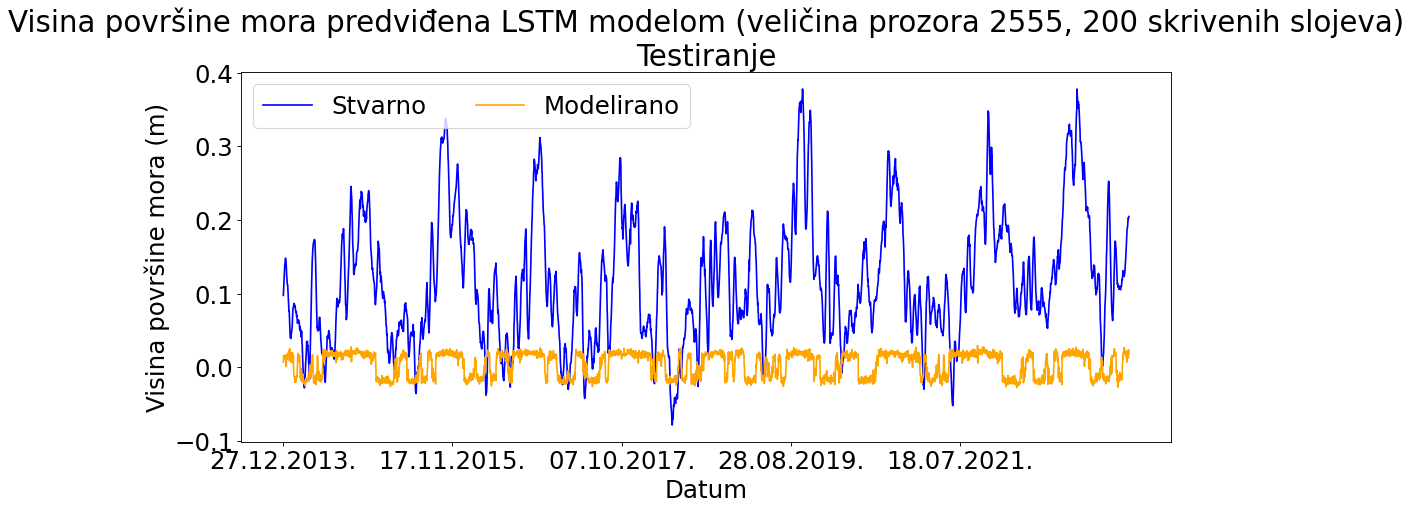 Visina površine mora predviđena LSTM modelom (veličina prozora 2555, 200 skrivenih slojeva)
Testiranje
Stvarno
Modelirano
Visina površine mora (m)
0.4
0.3
0.2
0.1
0.0
−0.1
27.12.2013.
17.11.2015.
07.10.2017.
28.08.2019.
18.07.2021.
Datum